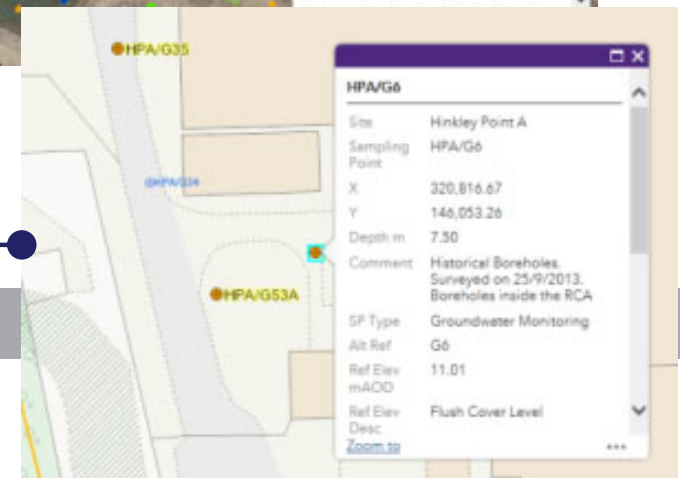 HPA/G35
HPA/G34
HPA/G53A
HPA/G6
Site Hinkley Point A
Sampling Point HPA/G6
X 320,816.67
Y 146,053.26
Depth m 7.50
Comment Historical Boreholes.
Surveyed on 25/9/2013.
Boreholes inside the RCA
SP Type Groundwater Monitoring
Alt Ref G6
Ref Elev mAOD 11.01
Ref Elev Desc Flush Cover Level
Zoom to